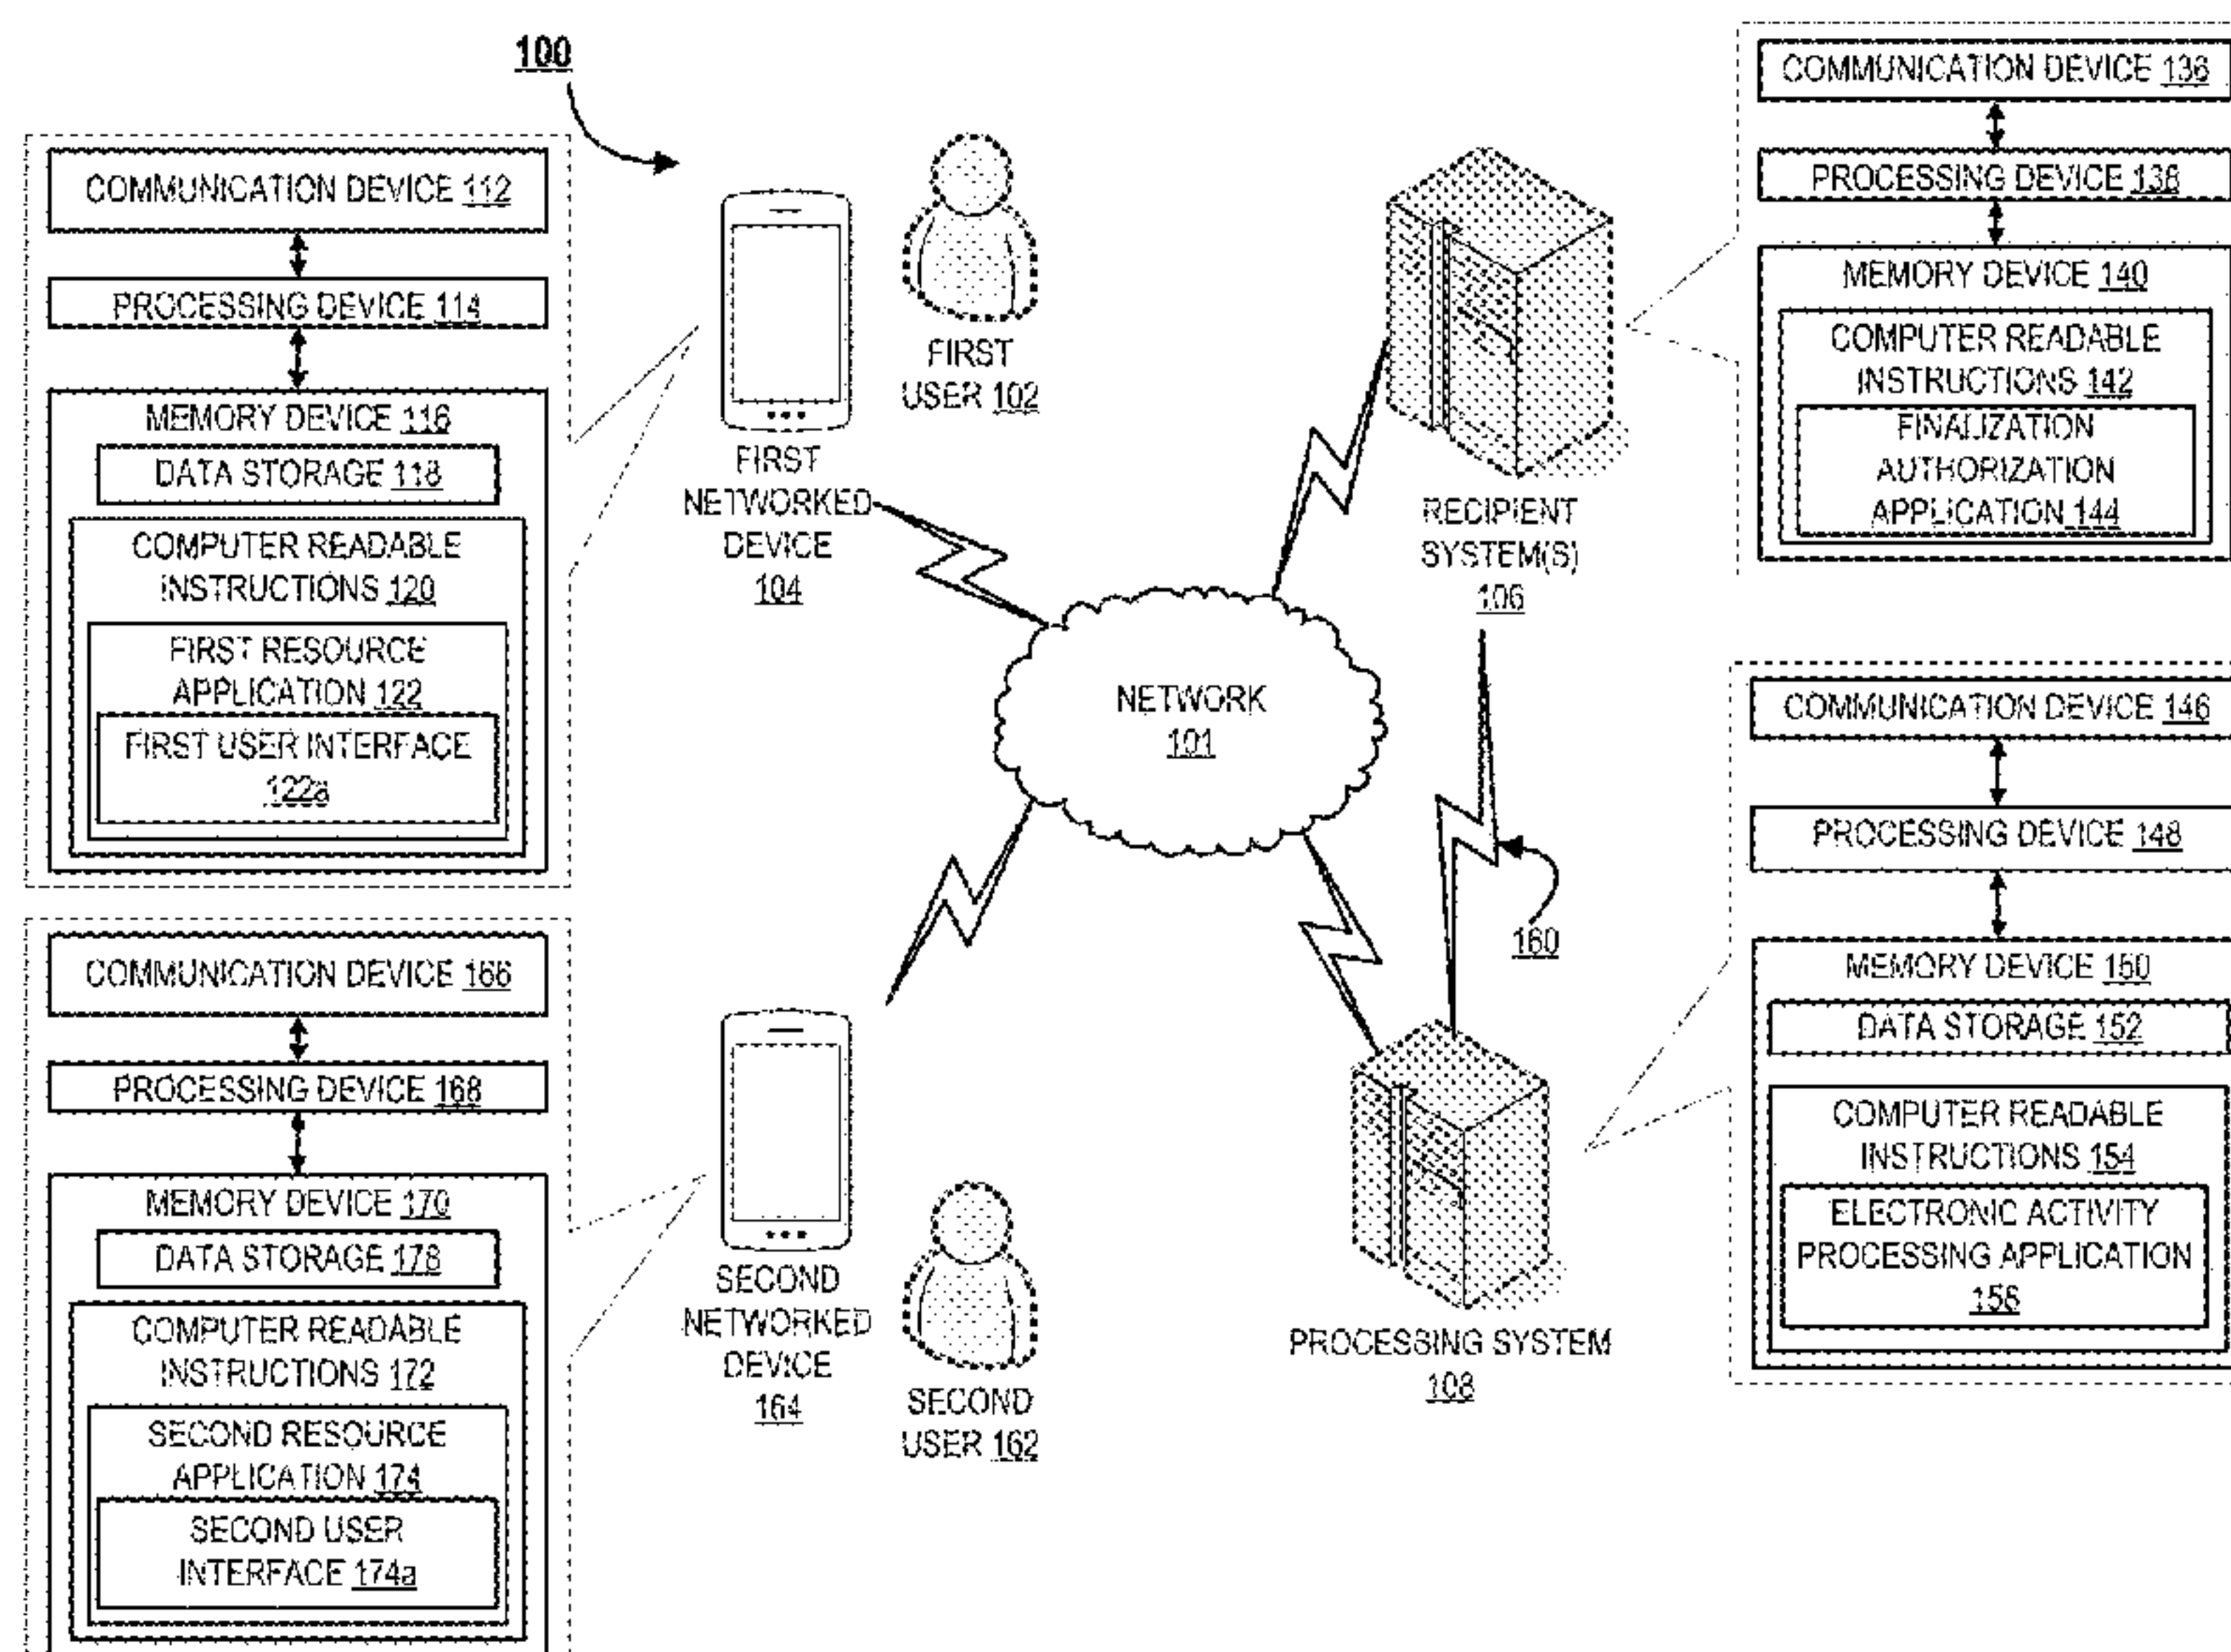 100
COMMUNICATION DEVICE 112
PROCESSING DEVICE 114
MEMORY DEVICE 116
DATA STORAGE 118
COMPUTER READABLE
INSTRUCTIONS 120
FIRST RESOURCE
APPLICATION 122
FIRST USER INTERFACE
122a
FIRST
USER 102
FIRST
NETWORKED
DEVICE
104
RECIPIENT
SYSTEM(S)
106
COMMUNICATION DEVICE 136
PROCESSING DEVICE 138
MEMORY DEVICE 140
COMPUTER READABLE
INSTRUCTIONS 142
FINALIZATION
AUTHORIZATION
APPLICATION 144
NETWORK
101
160
COMMUNICATION DEVICE 146
PROCESSING DEVICE 148
MEMORY DEVICE 150
DATA STORAGE 152
COMPUTER READABLE
INSTRUCTIONS 154
ELECTRONIC ACTIVITY
PROCESSING APPLICATION
156
COMMUNICATION DEVICE 166
PROCESSING DEVICE 168
MEMORY DEVICE 170
DATA STORAGE 178
COMPUTER READABLE
INSTRUCTIONS 172
SECOND RESOURCE
APPLICATION 174
SECOND USER
INTERFACE 174a
SECOND
NETWORKED
DEVICE
164
SECOND
USER 162
PROCESSING SYSTEM
108